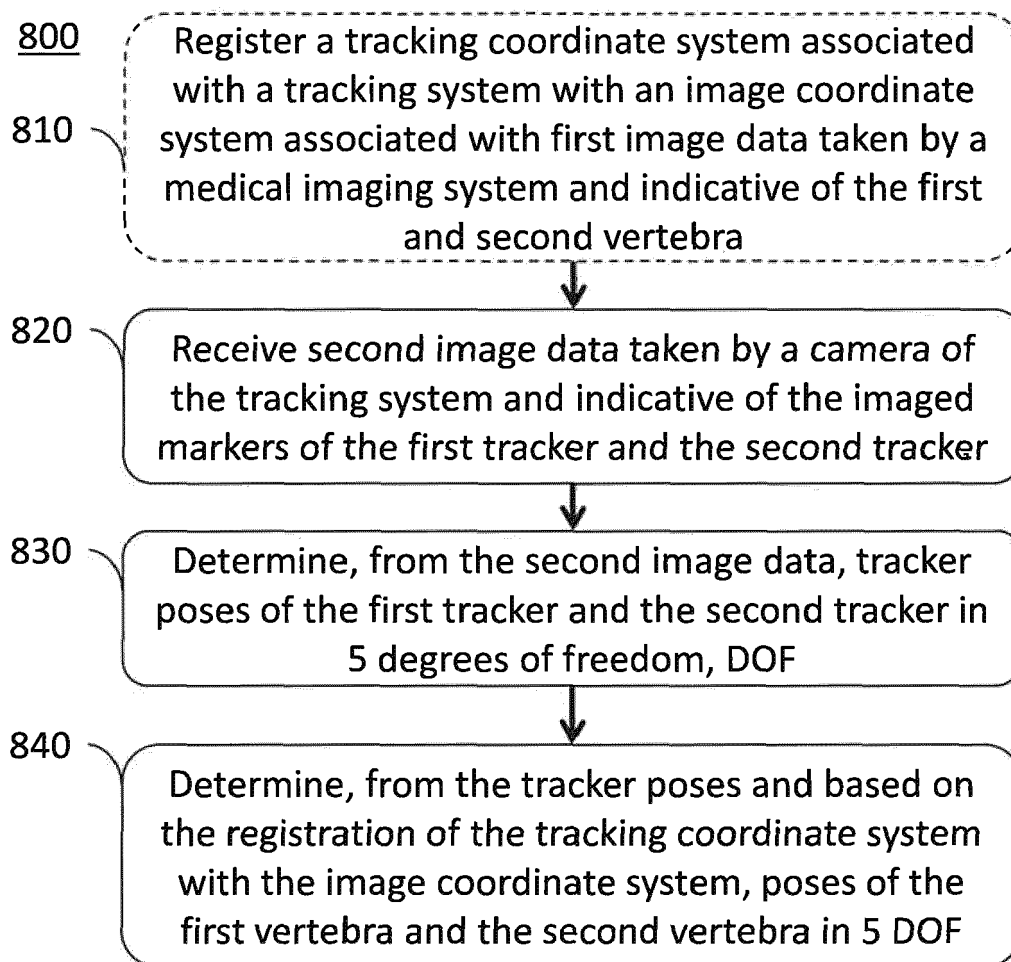 800
Register a tracking coordinate system associated
with a tracking system with an image coordinate
810
system associated with first image data taken by a
medical imaging system and indicative of the first
and second vertebra
820
Receive second image data taken by a camera of
the tracking system and indicative of the imaged
markers of the first tracker and the second tracker
830
Determine, from the second image data, tracker
poses of the first tracker and the second tracker in
5 degrees of freedom, DOF
840
Determine, from the tracker poses and based on
the registration of the tracking coordinate system
with the image coordinate system, poses of the
first vertebra and the second vertebra in 5 DOF